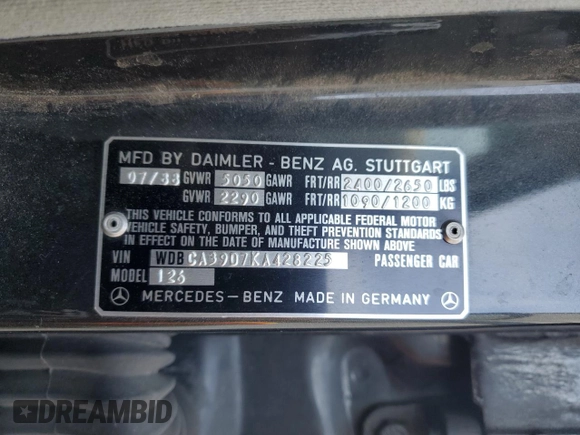 MFD BY DAIMLER - BENZ AG. STUTTGART
07/88 GVWR 5050 GAWR FRT/RR 2400/2650 LBS
GVWR 2290 GAWR FRT/RR 1090/1200 KG
THIS VEHICLE CONFORMS TO ALL APPLICABLE FEDERAL MOTOR
VEHICLE SAFETY, BUMPER, AND THEFT PREVENTION STANDARDS
IN EFFECT ON THE DATE OF MANUFACTURE SHOWN ABOVE.
VIN WDBCA39D7KA428225 PASSENGER CAR
MODEL 126
MERCEDES-BENZ MADE IN GERMANY
DREAMBID